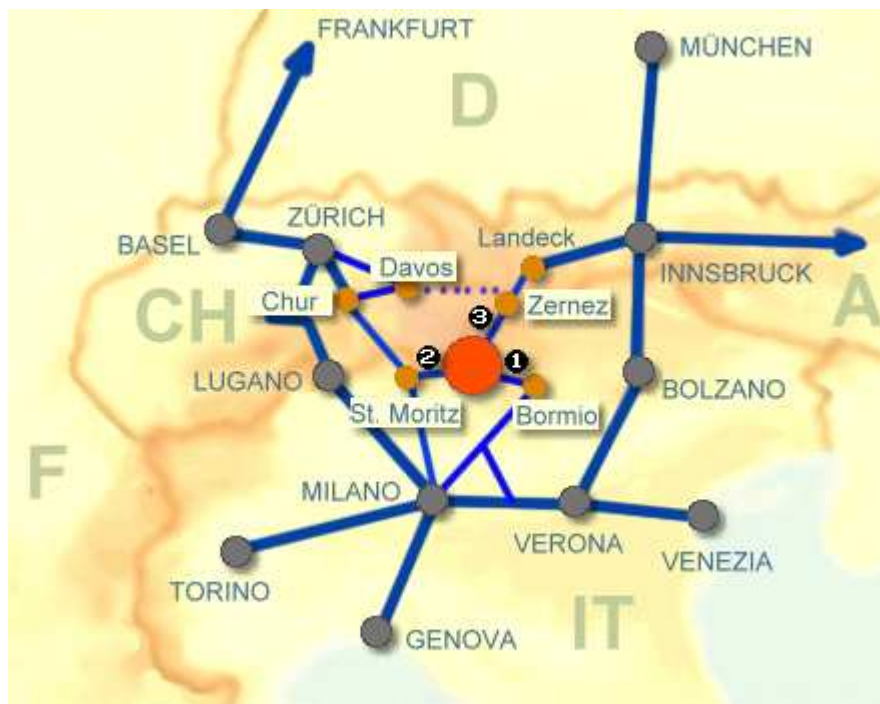 FRANKFURT
MÜNCHEN
D
ZÜRICH
BASEL
Landeck
Davos
INNSBRUCK
Chur
Zernez
CH
A
3
2
1
LUGANO
BOLZANO
St. Moritz
Bormio
F
MILANO
VERONA
VENEZIA
TORINO
IT
GENOVA